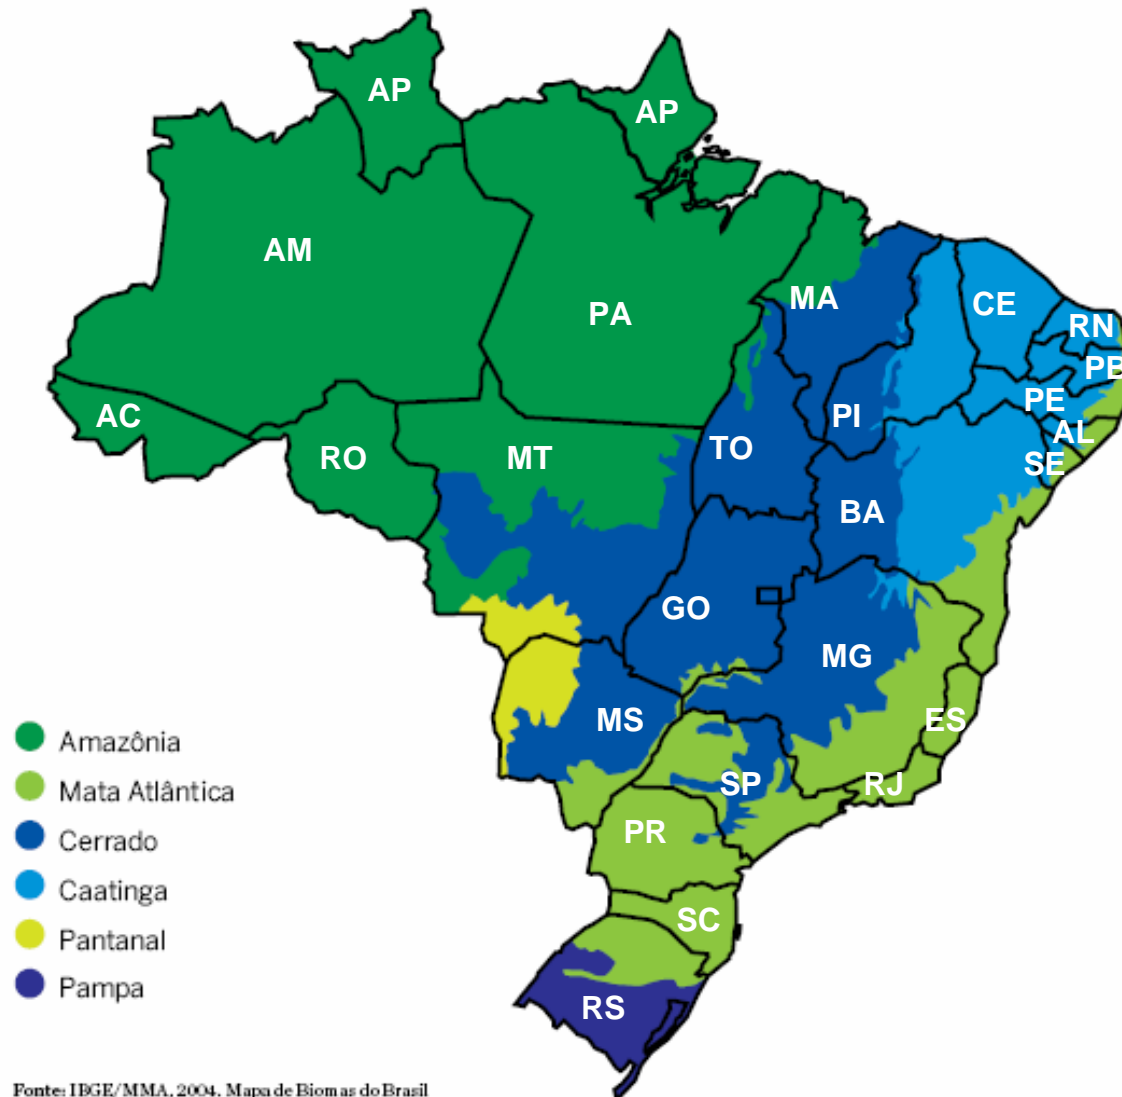 AP
AP
AM
PA
MA
CE
RN
PB
PE
AL
SE
PI
AC
RO
MT
TO
BA
GO
MG
MS
ES
SP
RJ
PR
SC
RS
Amazônia
Mata Atlântica
Cerrado
Caatinga
Pantanal
Pampa
Fonte: IBGE/MMA, 2004. Mapa de Biomas do Brasil